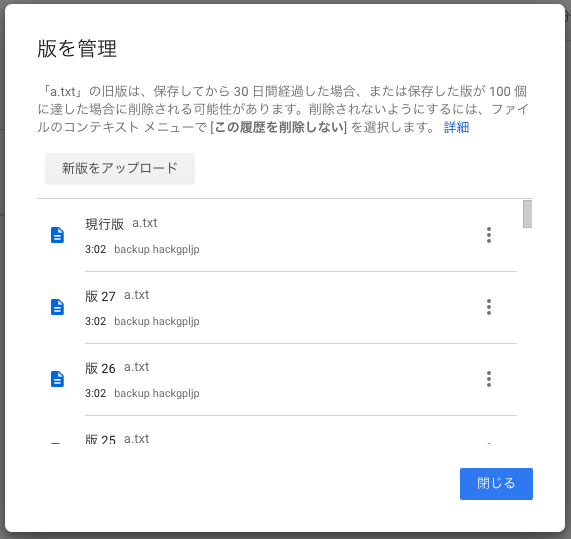 版を管理
「a.txt」の旧版は、保存してから 30 日間経過した場合、または保存した版が 100 個
に達した場合に削除される可能性があります。削除されないようにするには、ファイ
ルのコンテキスト メニューで [この履歴を削除しない] を選択します。 詳細
新版をアップロード
現行版 a.txt
3:02 backup hackgpljp
版 27 a.txt
3:02 backup hackgpljp
版 26 a.txt
3:02 backup hackgpljp
版 25 a.txt
閉じる